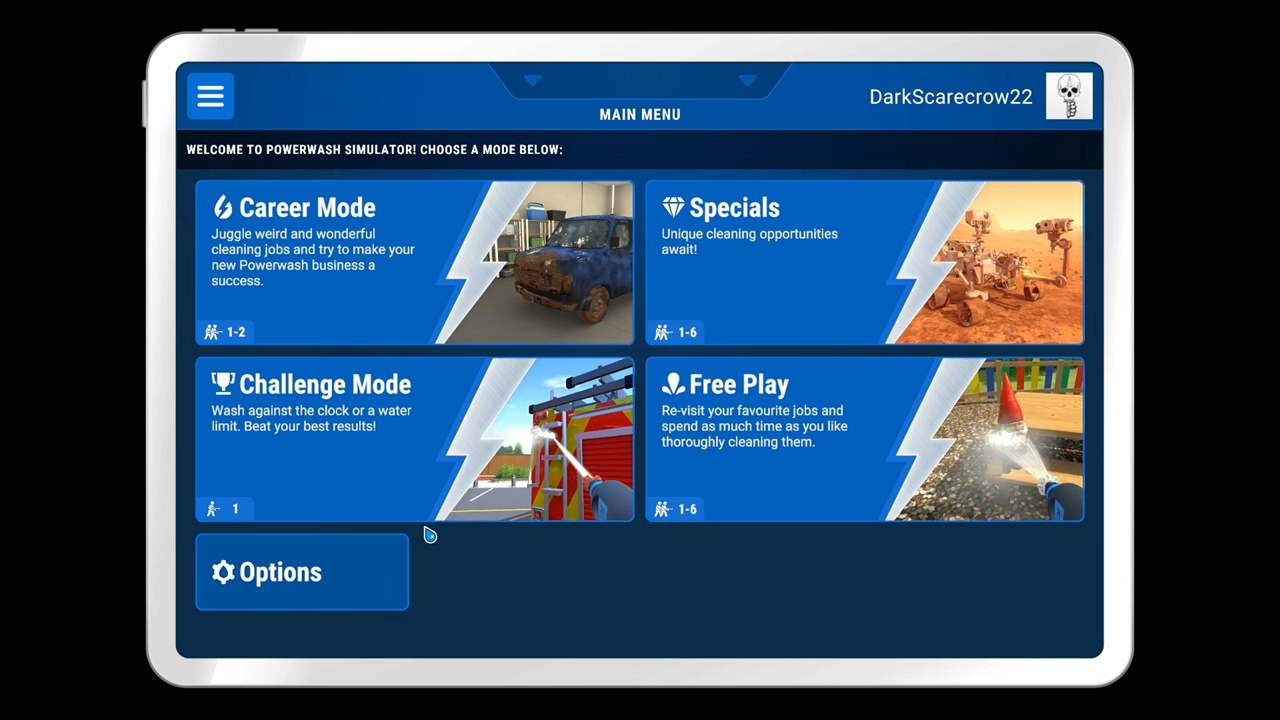 DarkScarecrow22
MAIN MENU
WELCOME TO POWERWASH SIMULATOR! CHOOSE A MODE BELOW:
Career Mode
Juggle weird and wonderful
cleaning jobs and try to make your
new Powerwash business a
success.
1-2
Specials
Unique cleaning opportunities
await!
1-6
Challenge Mode
Wash against the clock or a water
limit. Beat your best results!
1
Free Play
Re-visit your favourite jobs and
spend as much time as you like
thoroughly cleaning them.
1-6
Options